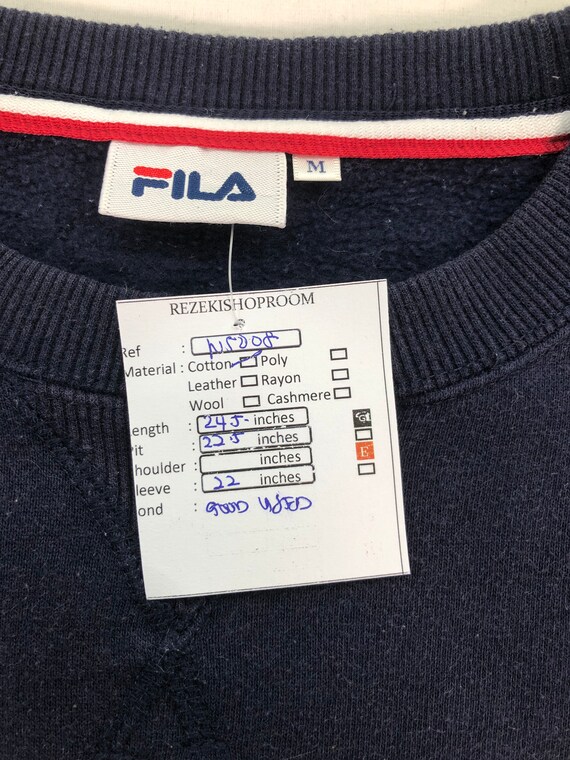 FILA
M
REZEKISHOPROOM
Ref : N5208
Material : Cotton Poly
Leather Rayon
Wool Cashmere
ength : 24.5 inches
it : 22.5 inches
houlder : inches
leeve : 22 inches
ond : GOOD USED
G
E